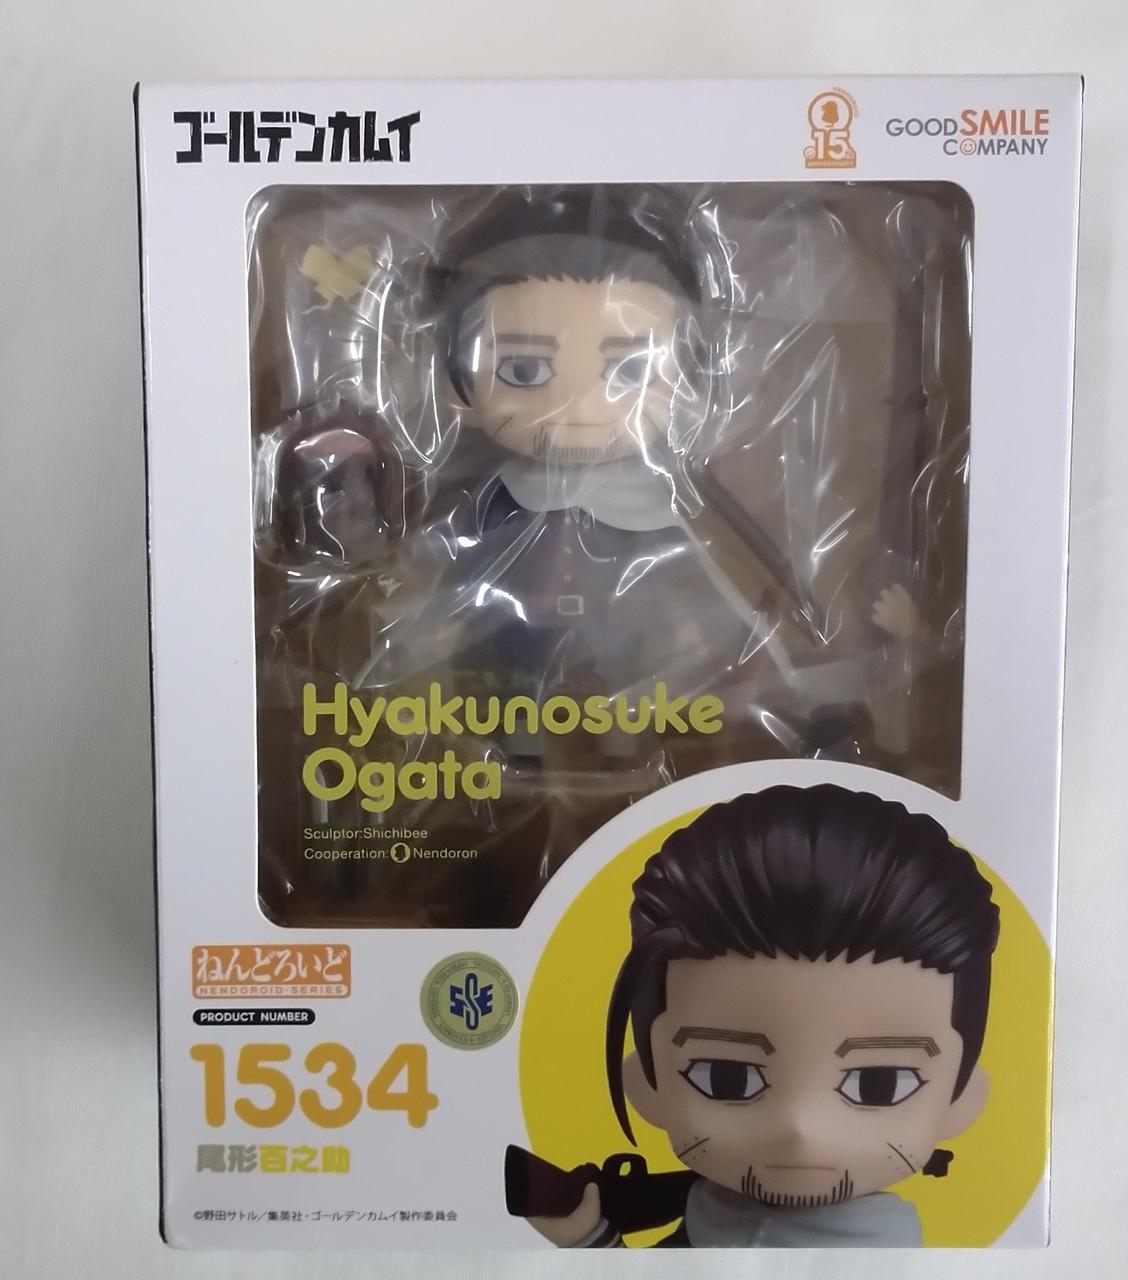 ゴールデンカムイ
15th
ANNIVERSARY
GOOD SMILE
COMPANY
Hyakunosuke
Ogata
Sculptor:Shichibee
Cooperation: Nendoron
ねんどろいど
NENDOROID-SERIES
PRODUCT NUMBER
1534
尾形百之助
©野田サトル／集英社・ゴールデンカムイ製作委員会